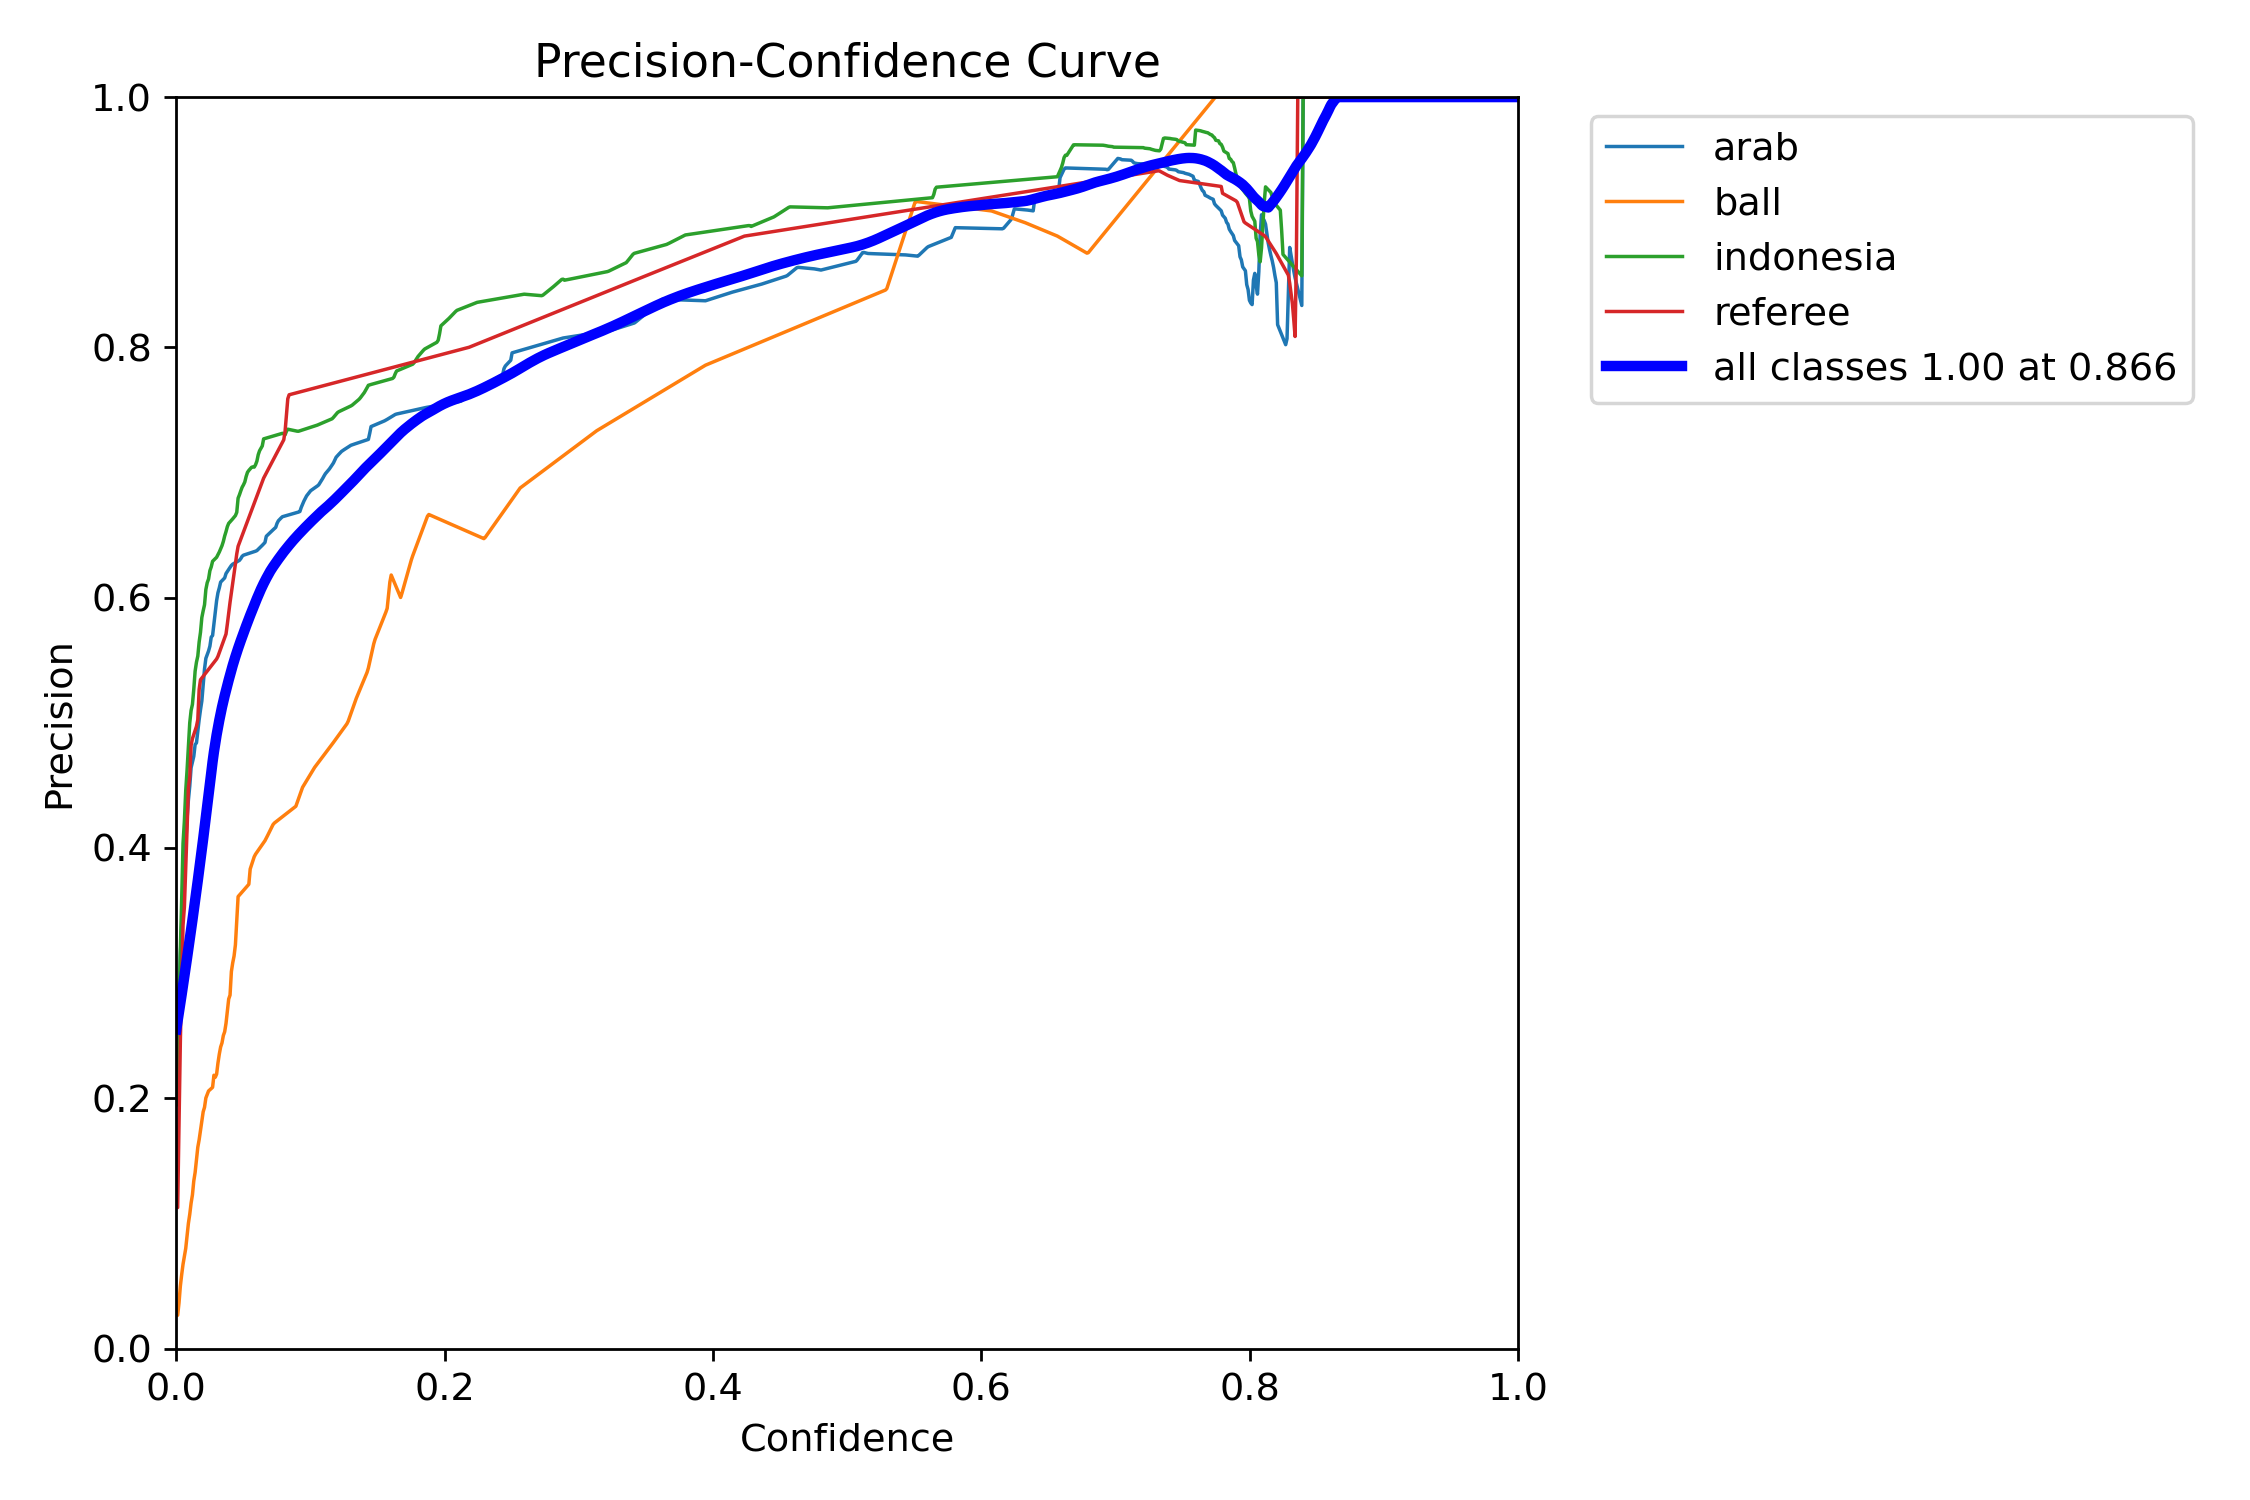 Precision-Confidence Curve
1.0
0.8
0.6
0.4
0.2
0.0
Precision
0.0 0.2 0.4 0.6 0.8 1.0
Confidence
arab
ball
indonesia
referee
all classes 1.00 at 0.866